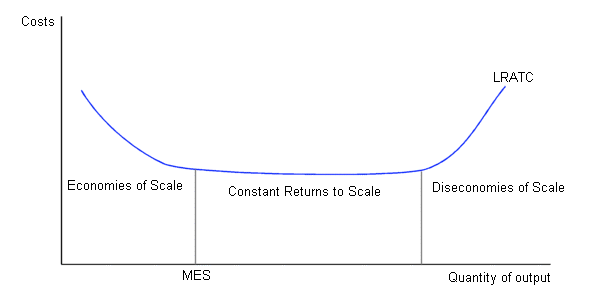 Costs
LRATC
Economies of Scale
Constant Returns to Scale
Diseconomies of Scale
MES
Quantity of output